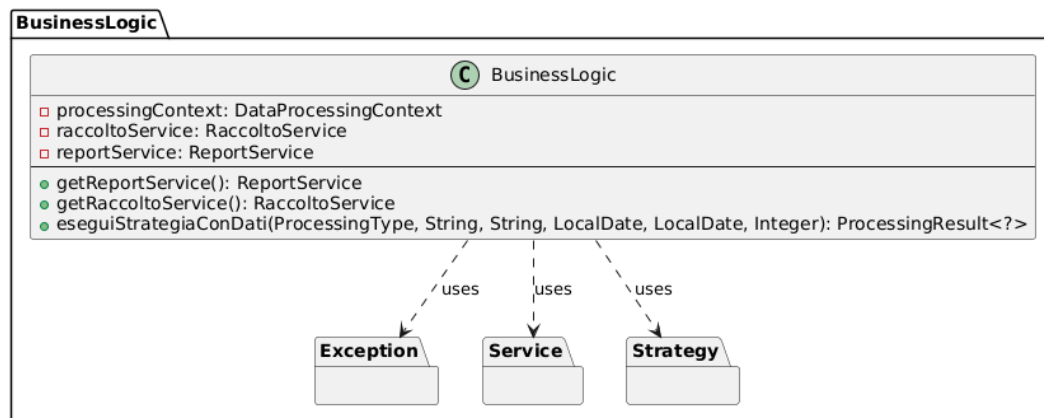 BusinessLogic
C BusinessLogic
processingContext: DataProcessingContext
raccoltoService: RaccoltoService
reportService: ReportService
getReportService(): ReportService
getRaccoltoService(): RaccoltoService
eseguiStrategiaConDati(ProcessingType, String, String, LocalDate, LocalDate, Integer): ProcessingResult<?>
uses uses uses
Exception Service Strategy